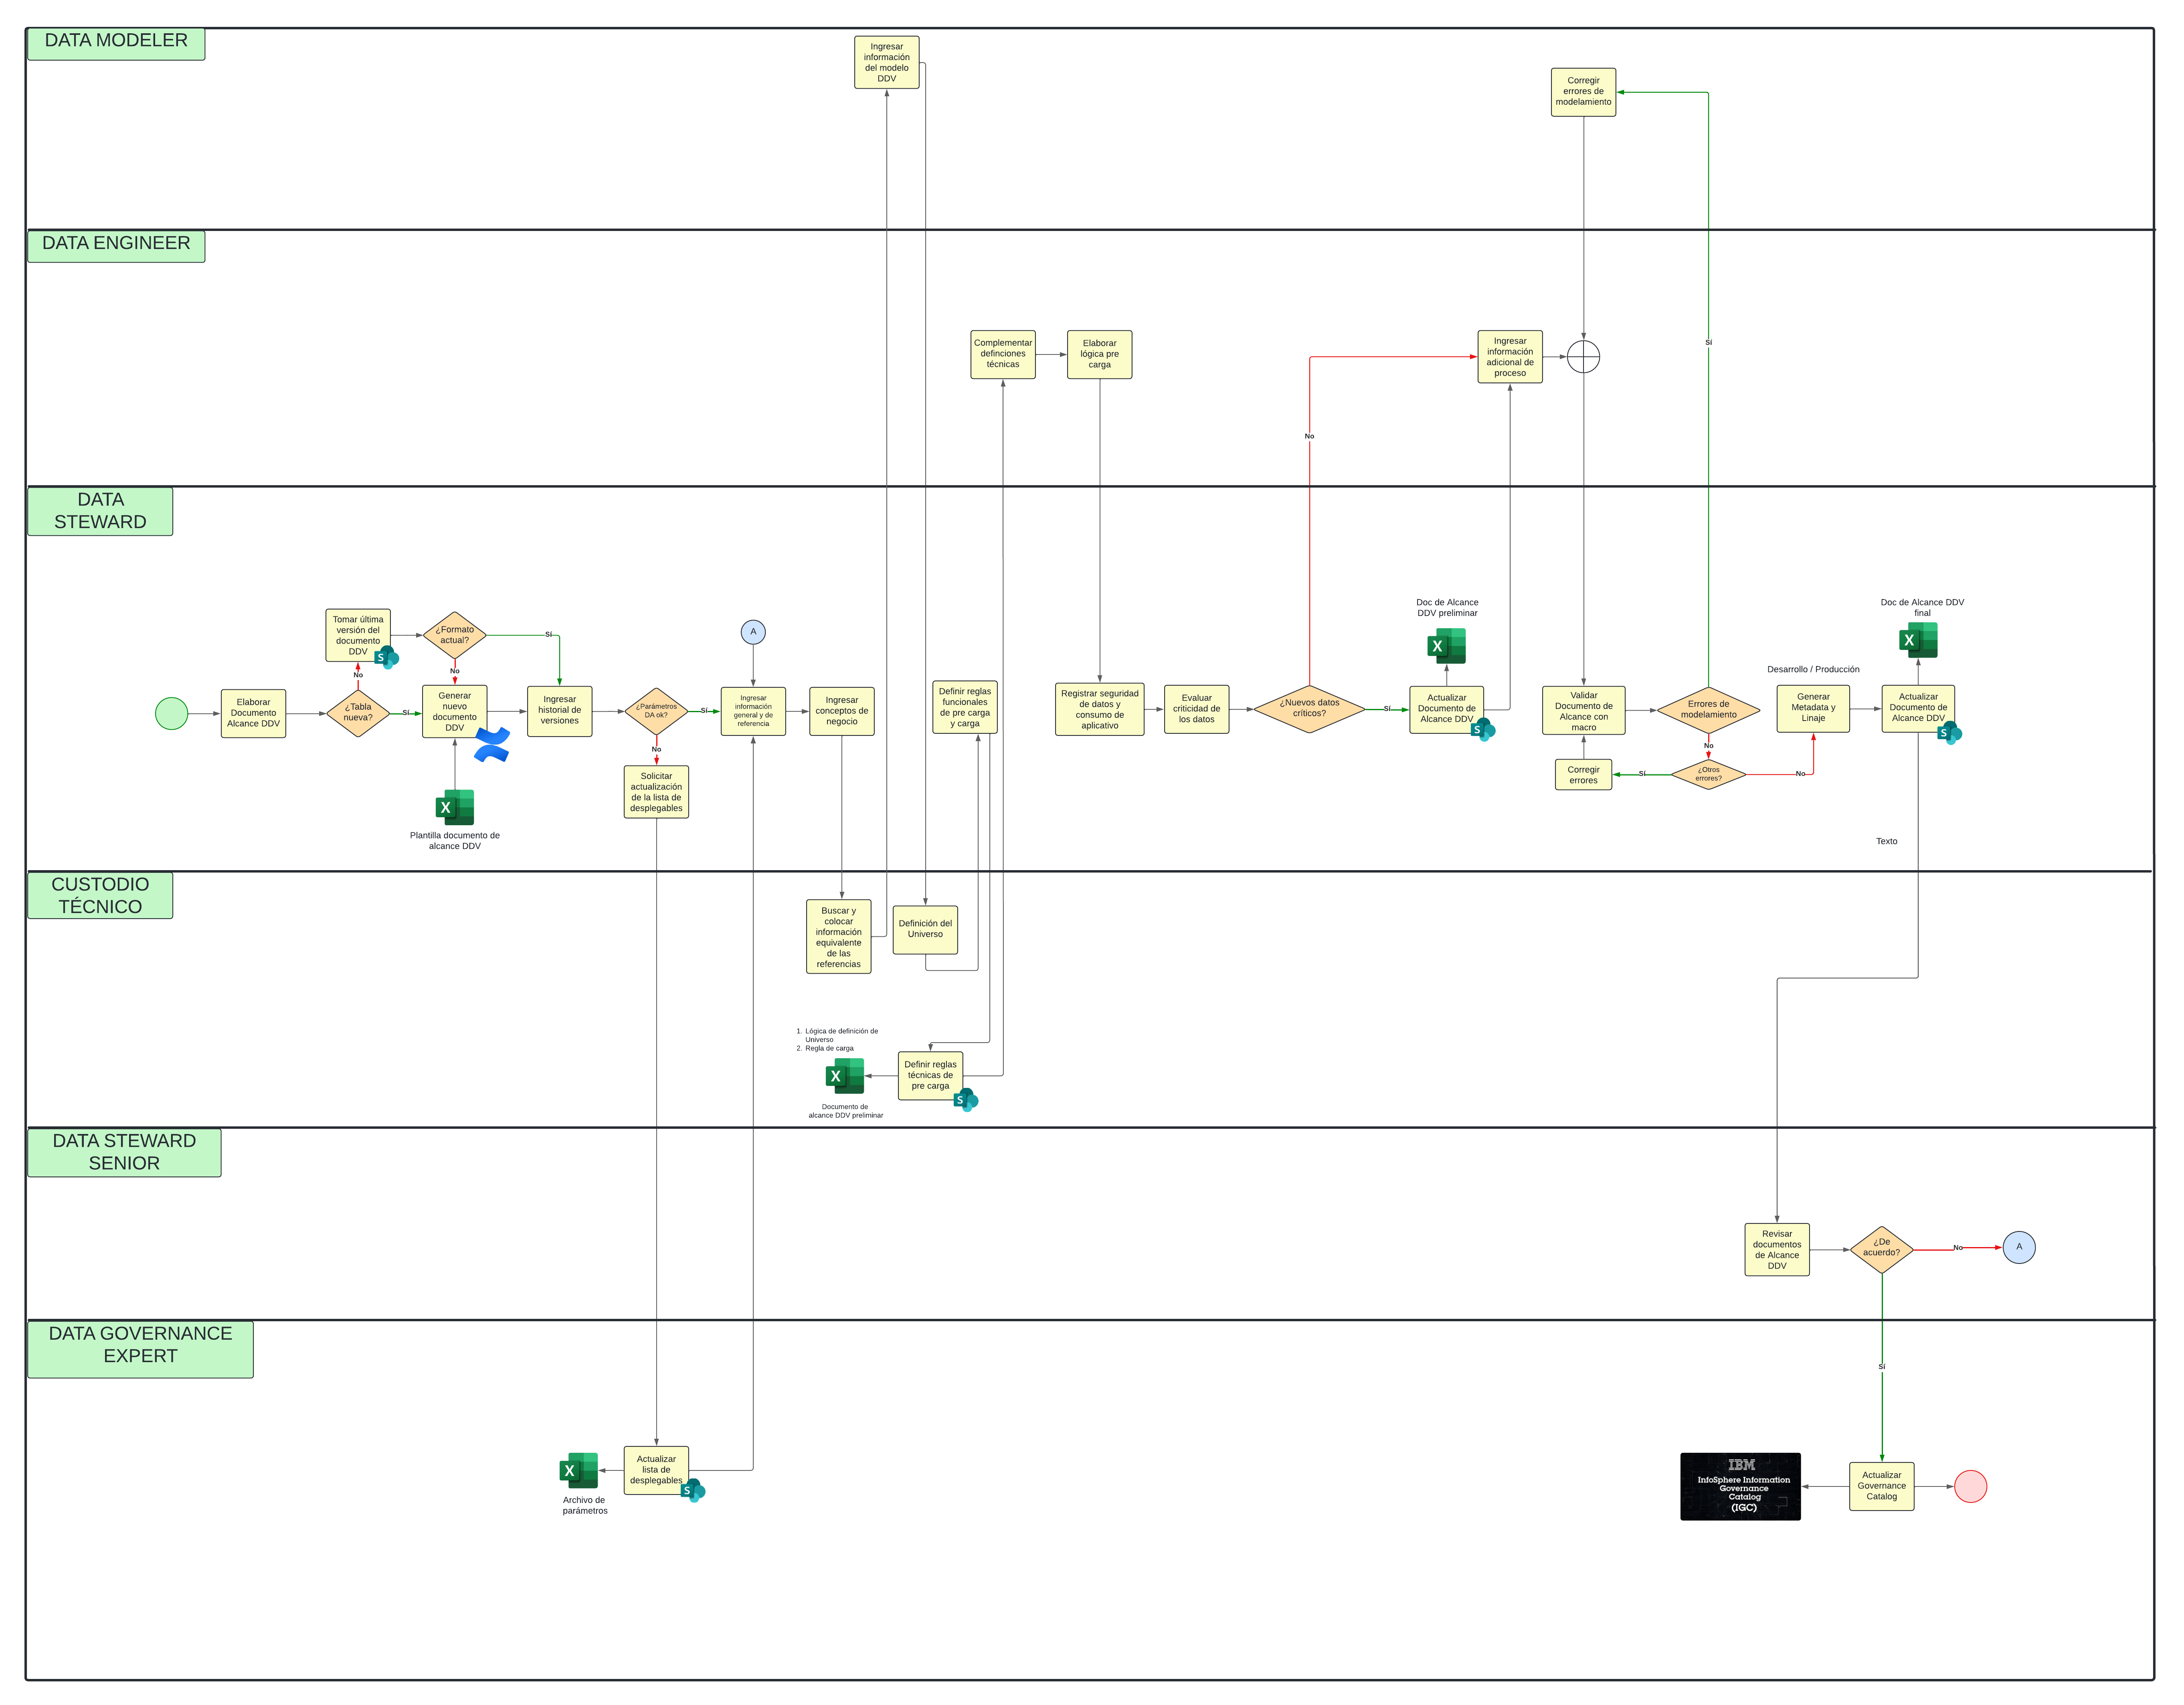 DATA MODELER
Ingresar
información
del modelo
DDV
Corregir
errores de
modelamiento
DATA ENGINEER
Complementar
definciones
técnicas
Elaborar
lógica pre
carga
Ingresar
información
adicional de
proceso
Sí
No
DATA
STEWARD
Tomar última
versión del
documento
DDV
S
¿Formato
actual?
Sí
No
No
Elaborar
Documento
Alcance DDV
¿Tabla
nueva?
Sí
Generar
nuevo
documento
DDV
X
Plantilla documento de
alcance DDV
Ingresar
historial de
versiones
¿Parámetros
DA ok?
Sí
No
Solicitar
actualización
de la lista de
desplegables
A
Ingresar
información
general y de
referencia
Ingresar
conceptos de
negocio
Definir reglas
funcionales
de pre carga
y carga
Registrar seguridad
de datos y
consumo de
aplicativo
Evaluar
criticidad de
los datos
¿Nuevos datos
críticos?
Sí
Doc de Alcance
DDV preliminar
X
Actualizar
Documento de
Alcance DDV
S
Validar
Documento de
Alcance con
macro
Errores de
modelamiento
No
Corregir
errores
Sí
¿Otros
errores?
No
Desarrollo / Producción
Generar
Metadata y
Linaje
Doc de Alcance DDV
final
X
Actualizar
Documento de
Alcance DDV
S
Texto
CUSTODIO
TÉCNICO
Buscar y
colocar
información
equivalente
de las
referencias
Definición del
Universo
1. Lógica de definición de
Universo
2. Regla de carga
X
Documento de
alcance DDV preliminar
Definir reglas
técnicas de
pre carga
S
DATA STEWARD
SENIOR
Revisar
documentos
de Alcance
DDV
¿De
acuerdo?
No
A
DATA GOVERNANCE
EXPERT
Sí
X
Archivo de
parámetros
Actualizar
lista de
desplegables
S
IBM
InfoSphere Information
Governance
Catalog
(IGC)
Actualizar
Governance
Catalog